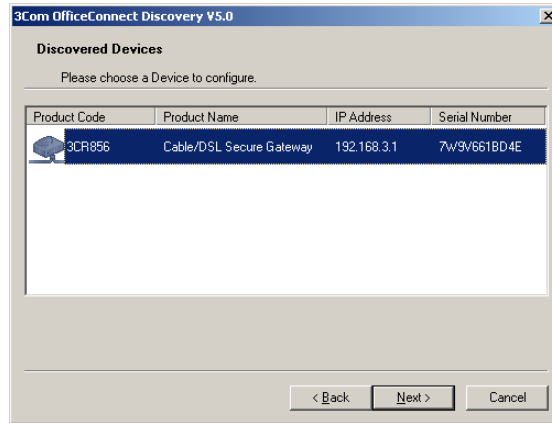 3Com OfficeConnect Discovery V5.0
Discovered Devices
Please choose a Device to configure.
Product Code Product Name IP Address Serial Number
3CR856 Cable/DSL Secure Gateway 192.168.3.1 7W9V661BD4E
< Back Next > Cancel